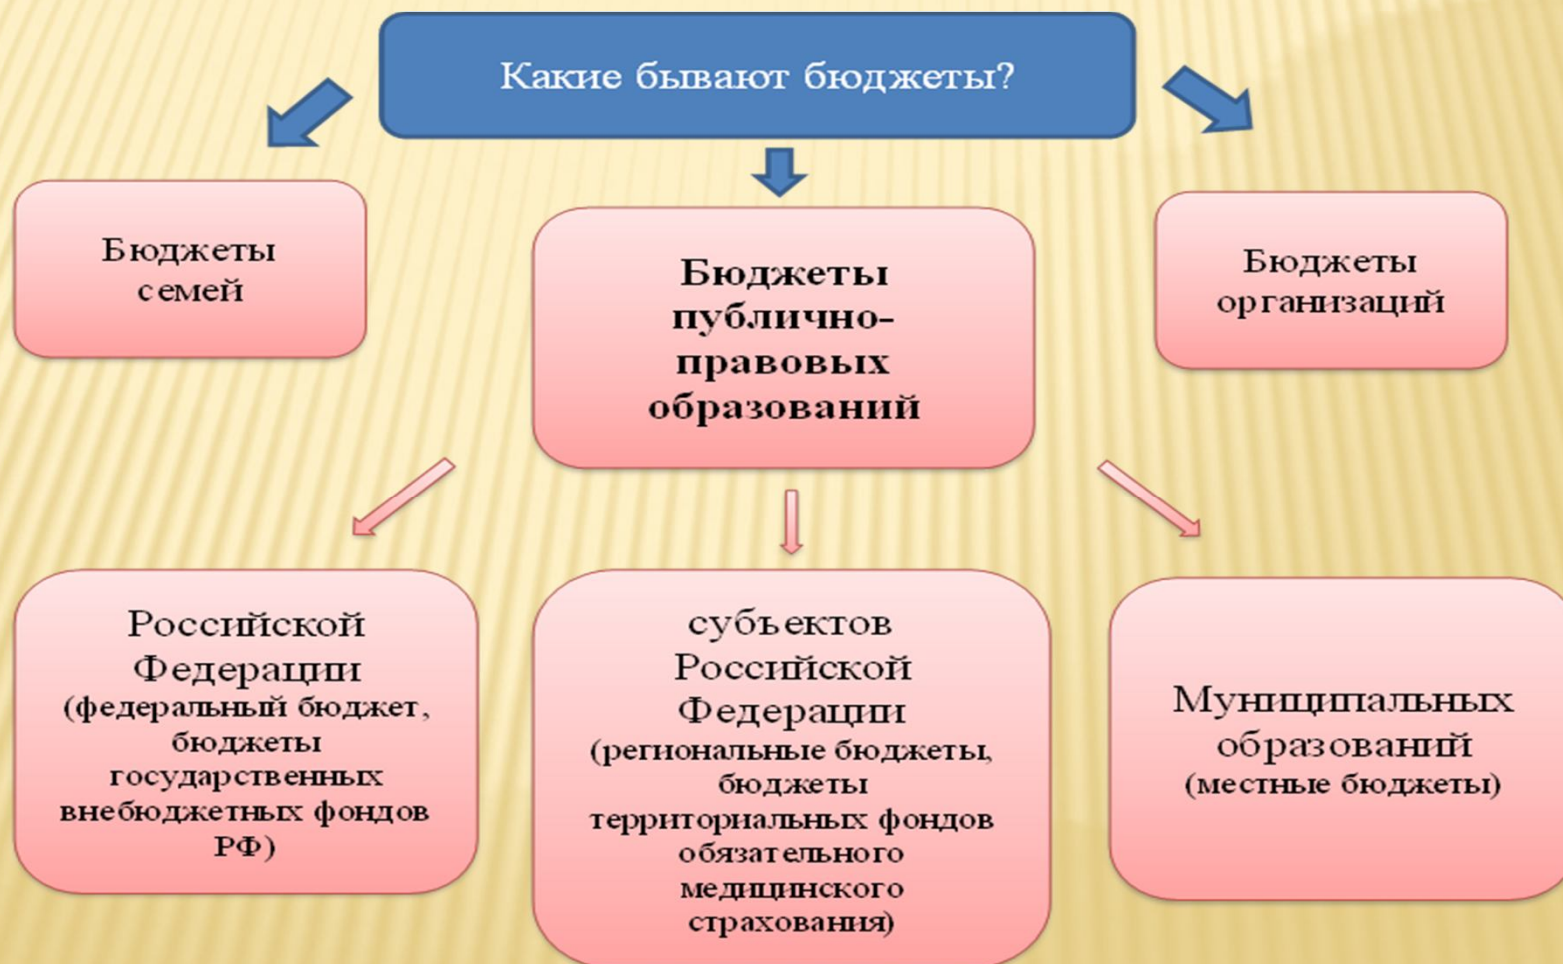 Какие бывают бюджеты?
Бюджеты
семей
Бюджеты
публично-
правовых
образований
Бюджеты
организаций
Российской
Федерации
(федеральный бюджет,
бюджеты
государственных
внебюджетных фондов
РФ)
субъектов
Российской
Федерации
(региональные бюджеты,
бюджеты
территориальных фондов
обязательного
медицинского
страхования)
Муниципальных
образований
(местные бюджеты)